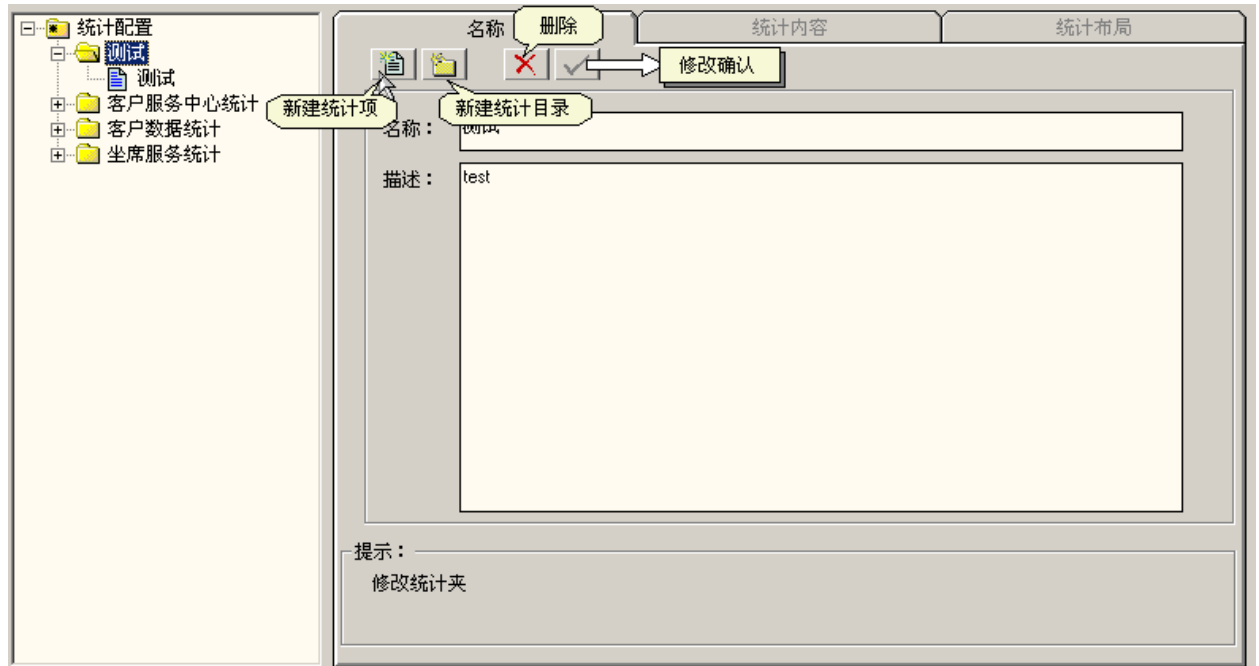 统计配置
测试
测试
客户服务中心统计
客户数据统计
坐席服务统计
名称
删除
统计内容
统计布局
修改确认
新建统计项
新建统计目录
名称：
测试
描述：
test
提示：
修改统计夹